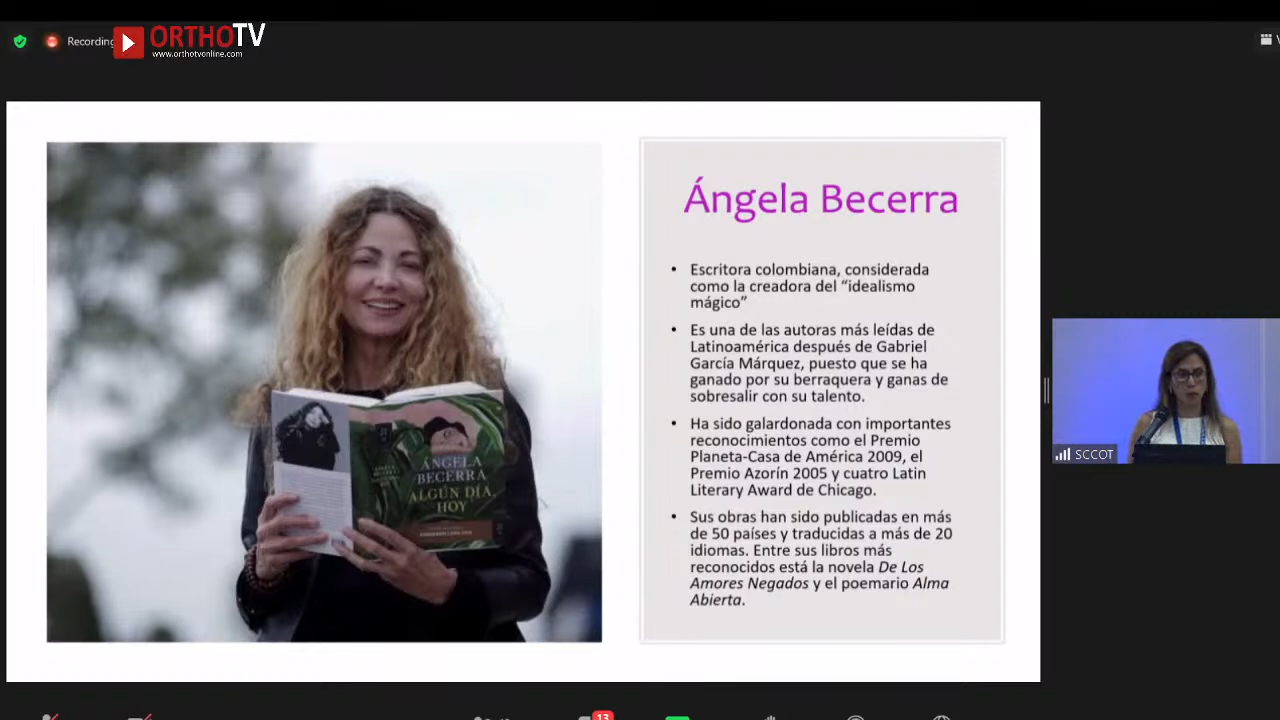 ORTHOTV
www.orthotvonline.com
Recording
Ángela Becerra
• Escritora colombiana, considerada
como la creadora del “idealismo
mágico”
• Es una de las autoras más leídas de
Latinoamérica después de Gabriel
García Márquez, puesto que se ha
ganado por su berraquera y ganas de
sobresalir con su talento.
• Ha sido galardonada con importantes
reconocimientos como el Premio
Planeta-Casa de América 2009, el
Premio Azorín 2005 y cuatro Latin
Literary Award de Chicago.
• Sus obras han sido publicadas en más
de 50 países y traducidas a más de 20
idiomas. Entre sus libros más
reconocidos está la novela De Los
Amores Negados y el poemario Alma
Abierta.
ÁNGELA
BECERRA
ALGÚN DÍA,
HOY
SCCOT
13